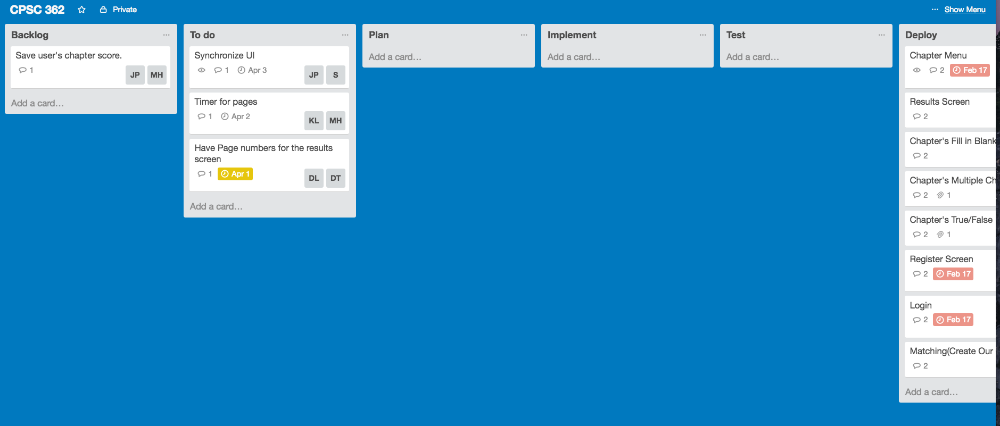 CPSC 362
Private
Show Menu
Backlog
Save user's chapter score.
1
JP
MH
Add a card…
To do
Synchronize UI
1
Apr 3
JP
S
Timer for pages
1
Apr 2
KL
MH
Have Page numbers for the results
screen
1
Apr 1
DL
DT
Add a card…
Plan
Add a card…
Implement
Add a card…
Test
Add a card…
Deploy
Chapter Menu
2
Feb 17
Results Screen
2
Chapter's Fill in Blank
2
Chapter's Multiple Ch
2
1
Chapter's True/False
2
1
Register Screen
2
Feb 17
Login
2
Feb 17
Matching(Create Our
2
Add a card…